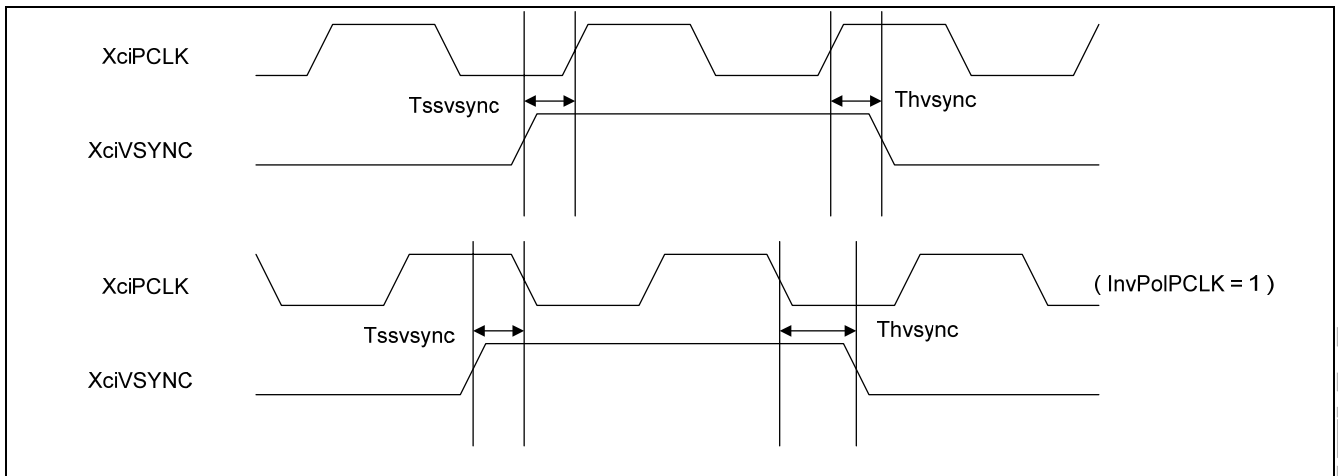 XciPCLK
Tssvsync
Thvsync
XciVSYNC
XciPCLK
( InvPolPCLK = 1 )
Tssvsync
Thvsync
XciVSYNC